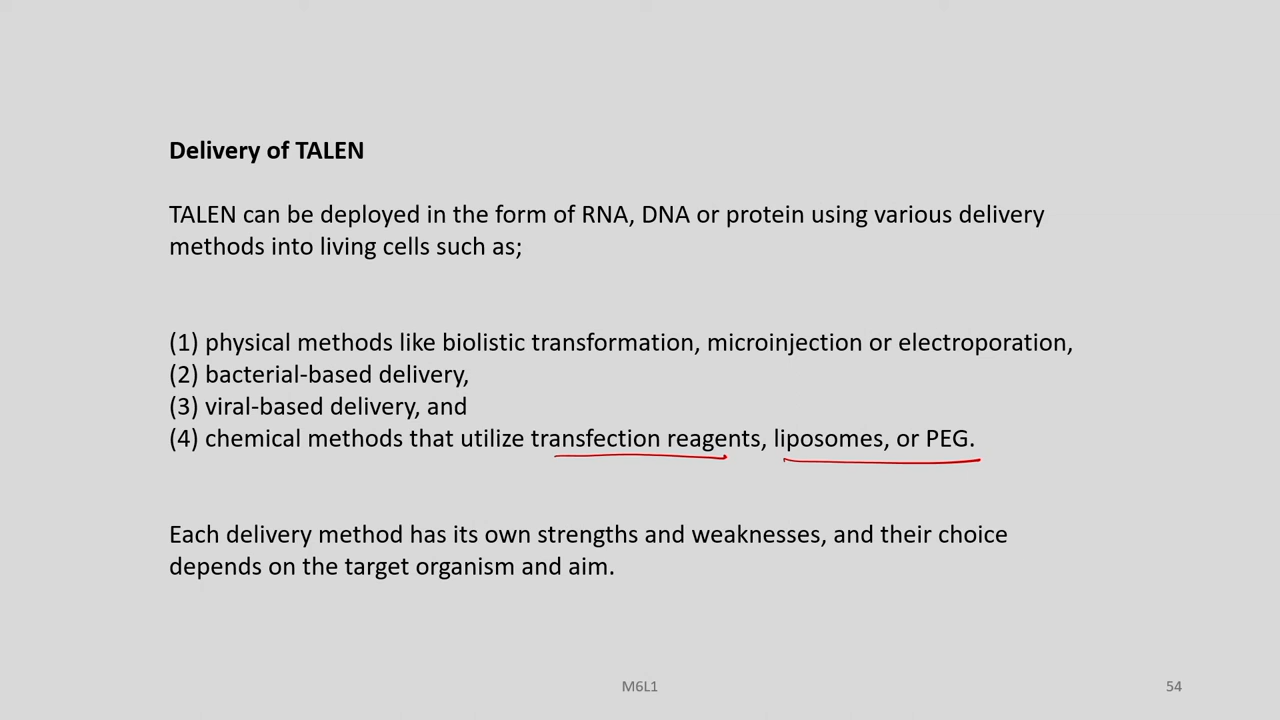 Delivery of TALEN
TALEN can be deployed in the form of RNA, DNA or protein using various delivery
methods into living cells such as;
(1) physical methods like biolistic transformation, microinjection or electroporation,
(2) bacterial-based delivery,
(3) viral-based delivery, and
(4) chemical methods that utilize transfection reagents, liposomes, or PEG.
Each delivery method has its own strengths and weaknesses, and their choice
depends on the target organism and aim.
M6L1
54